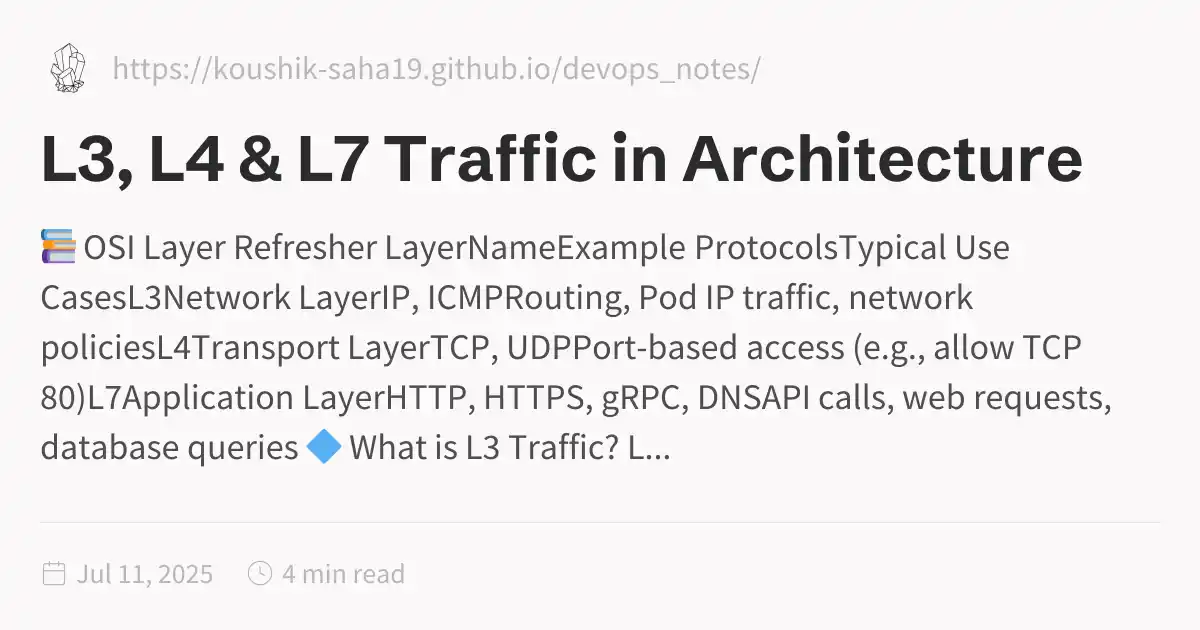 https://koushik-saha19.github.io/devops_notes/
L3, L4 & L7 Traffic in Architecture
📚 OSI Layer Refresher LayerNameExample ProtocolsTypical Use
CasesL3Network LayerIP, ICMPRouting, Pod IP traffic, network
policiesL4Transport LayerTCP, UDPPort-based access (e.g., allow TCP
80)L7Application LayerHTTP, HTTPS, gRPC, DNSAPI calls, web requests,
database queries 🔷 What is L3 Traffic? L...
Jul 11, 2025 4 min read